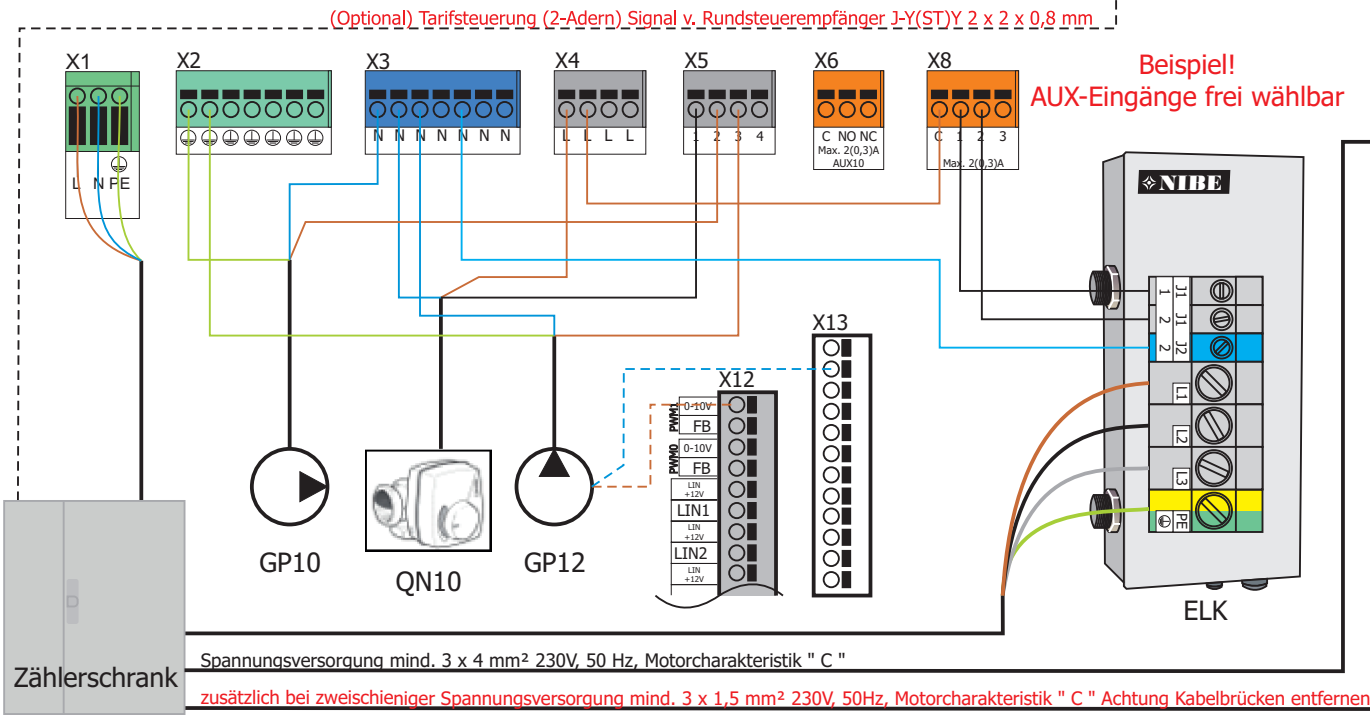 (Optional) Tarifsteuerung (2-Adern) Signal v. Rundsteuerempfänger J-Y(ST)Y 2 x 2 x 0,8 mm
X1
X2
X3
X4
X5
X6
X8
Beispiel!
AUX-Eingänge frei wählbar
L N PE
N N N N N N N
L L L L
1 2 3 4
C NO NC
Max. 2(0,3)A
AUX10
C 1 2 3
Max. 2(0,3)A
NIBE
J1 1
J1 2
J2 2
L1
L2
L3
PE
ELK
X13
X12
PWM1
0-10V
FB
PWM0
0-10V
FB
LIN
+12V
LIN1
LIN
+12V
LIN2
LIN
+12V
GP10
QN10
GP12
Zählerschrank
Spannungsversorgung mind. 3 x 4 mm² 230V, 50 Hz, Motorcharakteristik " C "
zusätzlich bei zweischieniger Spannungsversorgung mind. 3 x 1,5 mm² 230V, 50Hz, Motorcharakteristik " C " Achtung Kabelbrücken entfernen